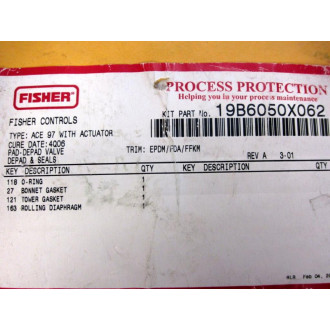 PROCESS PROTECTION
Helping you in your process maintenance
FISHER
KIT PART No. 19B6050X062
FISHER CONTROLS
TYPE: ACE 97 WITH ACTUATOR
CURE DATE: 4Q06
PAD-DEPAD VALVE
DEPAD & SEALS
TRIM: EPDM/FDA/FFKM
REV A 3-01
KEY DESCRIPTION QTY KEY DESCRIPTION QTY
118 O-RING 1
27 BONNET GASKET 1
121 TOWER GASKET 1
163 ROLLING DIAPHRAGM 1